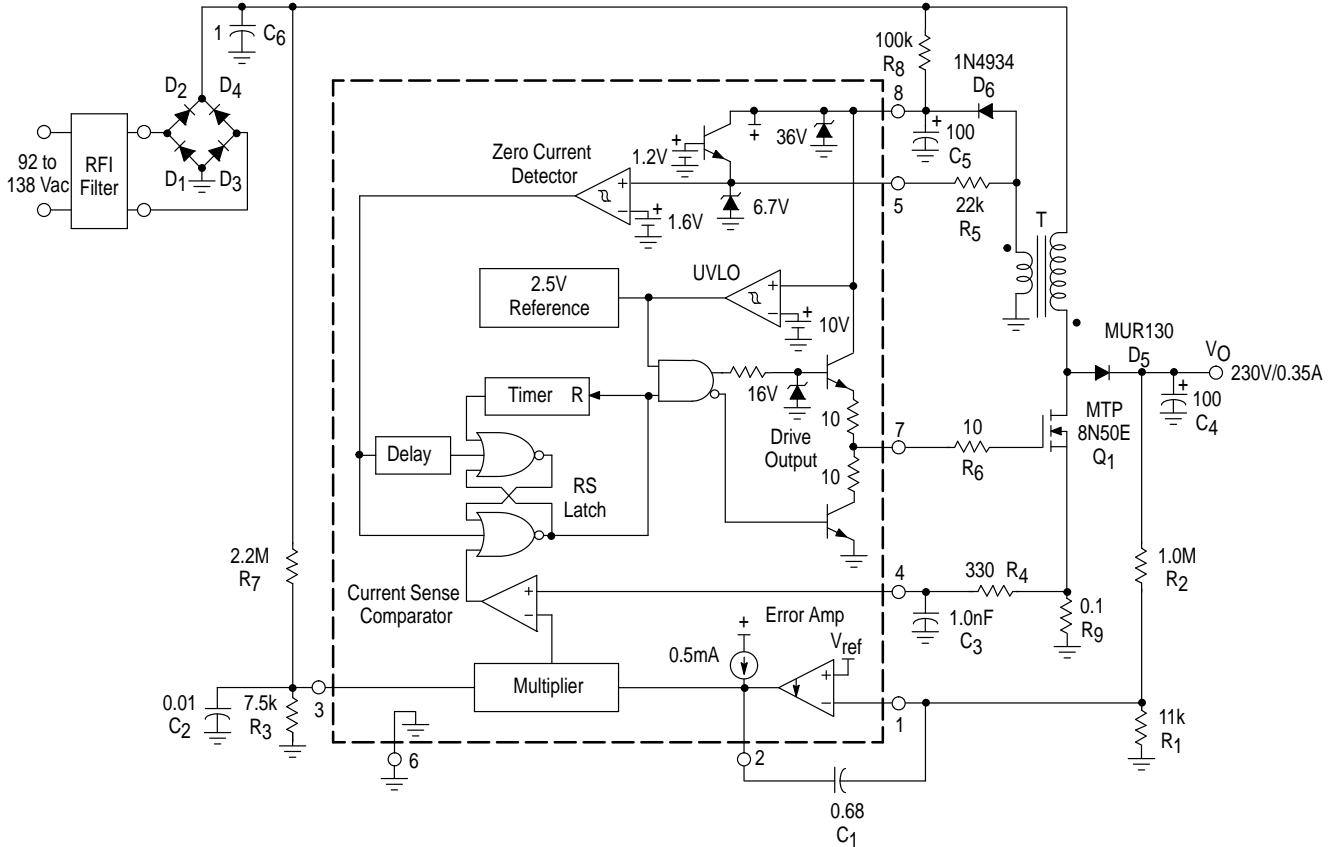 1
C6
100k
R8
1N4934
D6
D2
D4
8
92 to
138 Vac
RFI
Filter
D1
D3
+
36V
+
100
C5
+
1.2V
Zero Current
Detector
+
−
+
1.6V
6.7V
5
22k
R5
T
2.5V
Reference
UVLO
+
−
+
10V
MUR130
D5
VO
230V/0.35A
+
100
C4
Timer R
16V
10
Drive
Output
10
7
10
R6
MTP
8N50E
Q1
Delay
RS
Latch
2.2M
R7
1.0M
R2
Current Sense
Comparator
+
−
4
330 R4
1.0nF
C3
0.1
R9
Error Amp
+
0.5mA
Vref
+
−
Multiplier
0.01
C2
7.5k
R3
3
1
11k
R1
6
2
0.68
C1